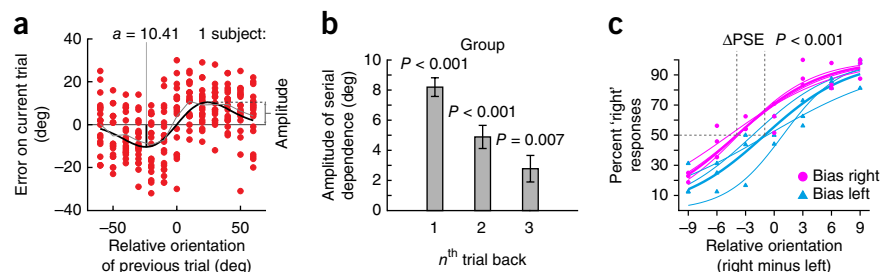 a
a = 10.41
1 subject:
Error on current trial
(deg)
40
20
0
−20
−40
Amplitude
−50
0
50
Relative orientation
of previous trial (deg)
b
Group
Amplitude of serial
dependence (deg)
10
8
6
4
2
0
P < 0.001
P < 0.001
P = 0.007
1
2
3
nth trial back
c
ΔPSE
P < 0.001
Percent 'right'
responses
90
70
50
30
10
Bias right
Bias left
−9
−6
−3
0
3
6
9
Relative orientation
(right minus left)